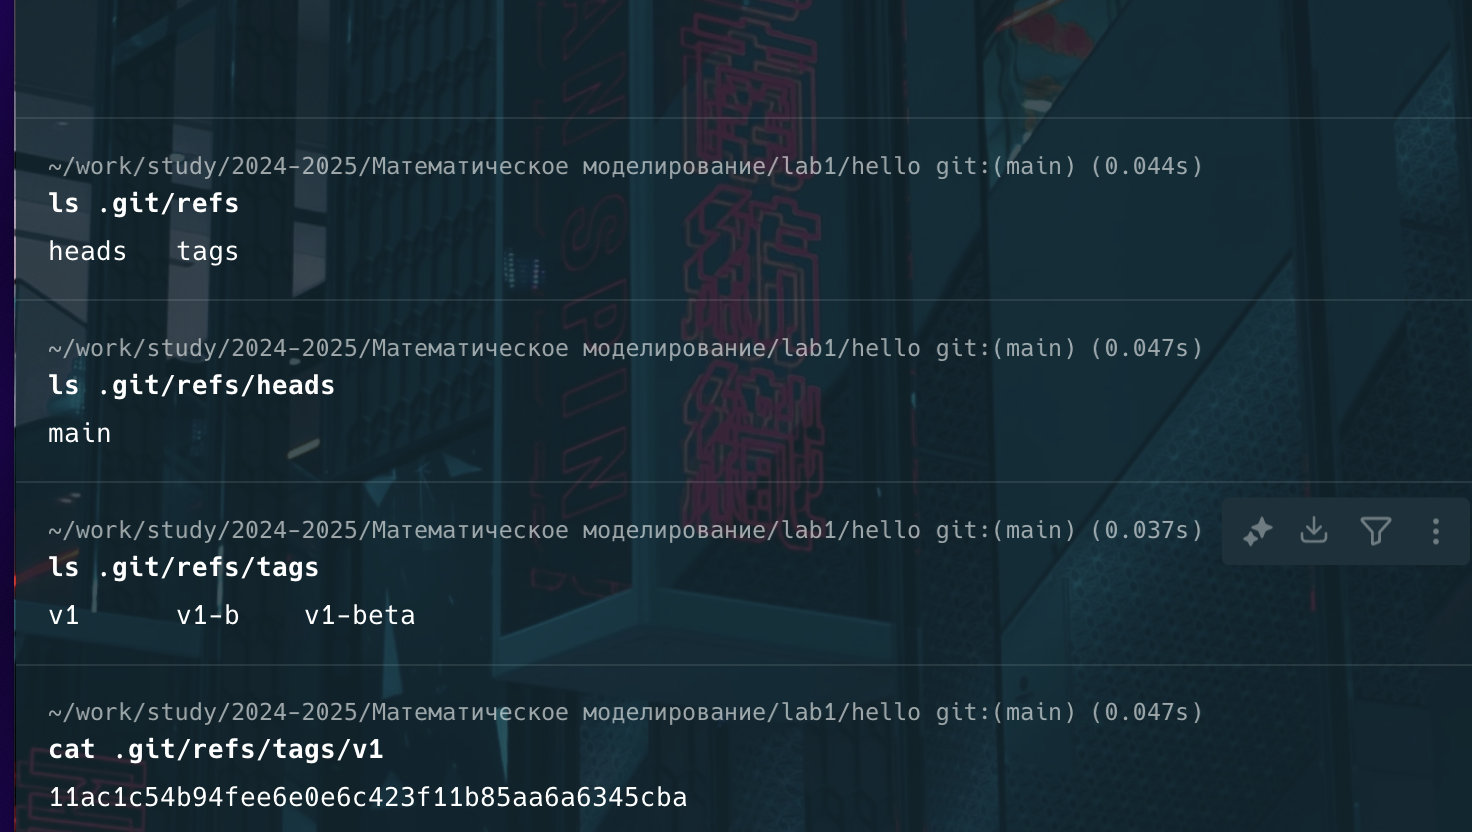 ~/work/study/2024-2025/Математическое моделирование/lab1/hello git:(main) (0.044s)
ls .git/refs
heads   tags
~/work/study/2024-2025/Математическое моделирование/lab1/hello git:(main) (0.047s)
ls .git/refs/heads
main
~/work/study/2024-2025/Математическое моделирование/lab1/hello git:(main) (0.037s)
ls .git/refs/tags
v1      v1-b    v1-beta
~/work/study/2024-2025/Математическое моделирование/lab1/hello git:(main) (0.047s)
cat .git/refs/tags/v1
11ac1c54b94fee6e0e6c423f11b85aa6a6345cba